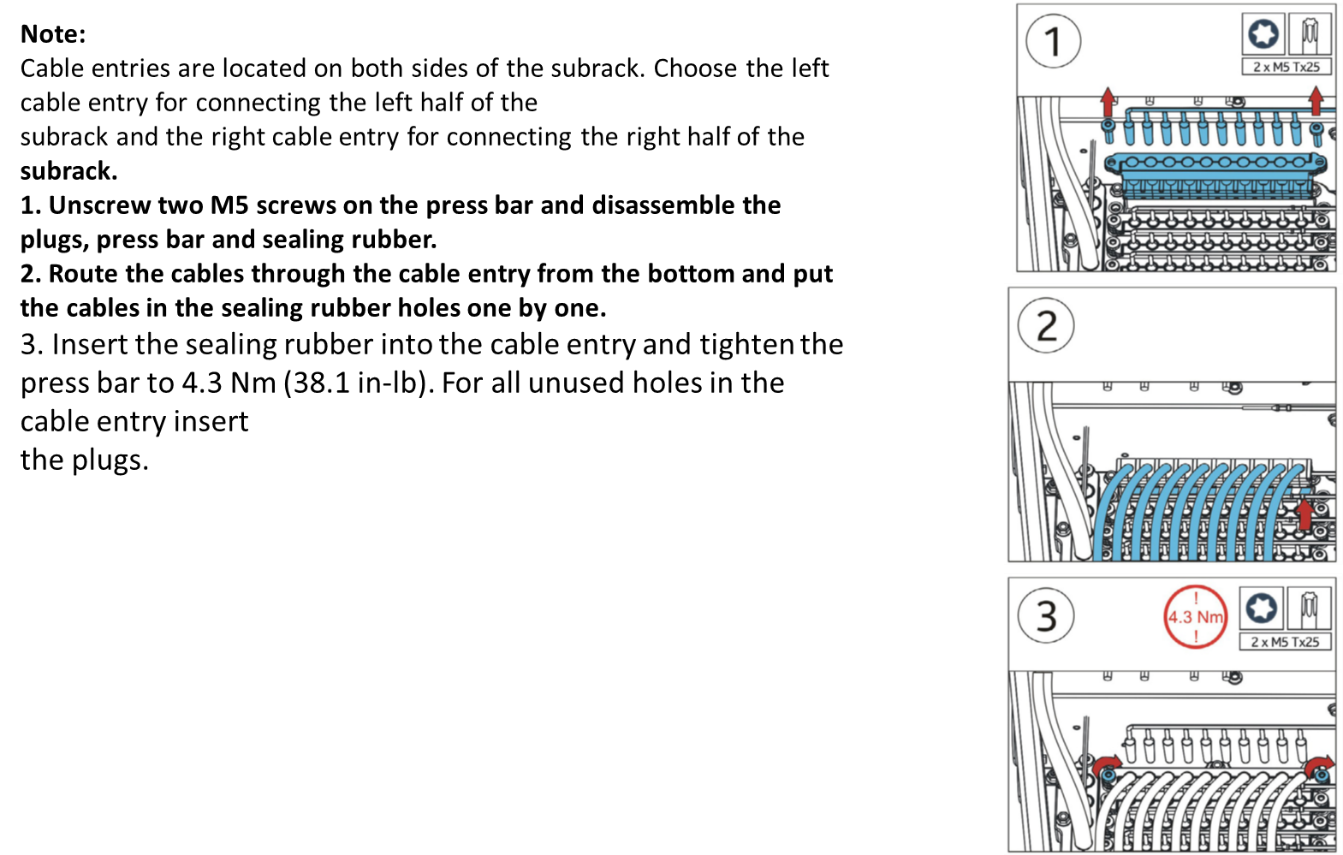 Note:
Cable entries are located on both sides of the subrack. Choose the left
cable entry for connecting the left half of the
subrack and the right cable entry for connecting the right half of the
subrack.
1. Unscrew two M5 screws on the press bar and disassemble the
plugs, press bar and sealing rubber.
2. Route the cables through the cable entry from the bottom and put
the cables in the sealing rubber holes one by one.
3. Insert the sealing rubber into the cable entry and tighten the
press bar to 4.3 Nm (38.1 in-lb). For all unused holes in the
cable entry insert
the plugs.
1
2 x M5 Tx25
2
3
!
4.3 Nm
!
2 x M5 Tx25